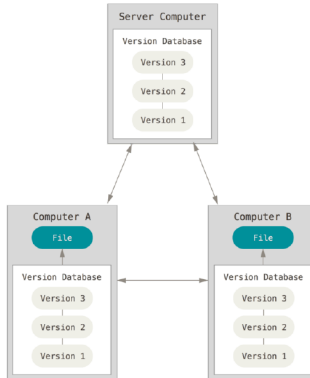 Server Computer
Version Database
Version 3
Version 2
Version 1
Computer A
File
Version Database
Version 3
Version 2
Version 1
Computer B
File
Version Database
Version 3
Version 2
Version 1